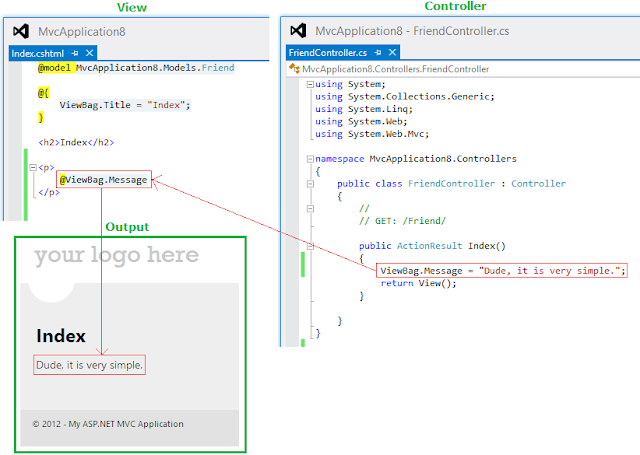 View
MvcApplication8
Index.cshtml
@model MvcApplication8.Models.Friend
@{
ViewBag.Title = "Index";
}
<h2>Index</h2>
<p>
@ViewBag.Message
</p>
Output
your logo here
Index
Dude, it is very simple.
© 2012 - My ASP.NET MVC Application
Controller
MvcApplication8 - FriendController.cs
FriendController.cs
MvcApplication8.Controllers.FriendController
using System;
using System.Collections.Generic;
using System.Linq;
using System.Web;
using System.Web.Mvc;
namespace MvcApplication8.Controllers
{
public class FriendController : Controller
{
//
// GET: /Friend/
public ActionResult Index()
{
ViewBag.Message = "Dude, it is very simple.";
return View();
}
}
}